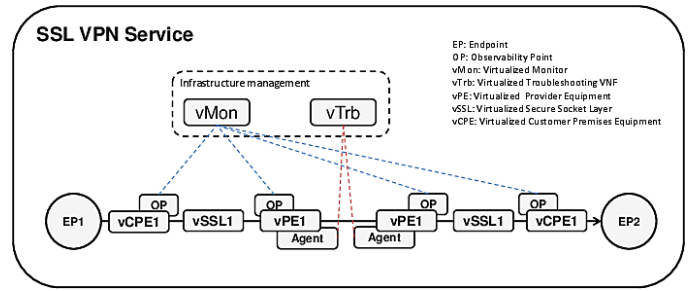 SSL VPN Service
EP: Endpoint
OP: Observability Point
vMon: Virtualized Monitor
vTrb: Virtualized Troubleshooting VNF
vPE: Virtualized Provider Equipment
vSSL: Virtualized Secure Socket Layer
vCPE: Virtualized Customer Premises Equipment
Infrastructure management
vMon vTrb
OP OP OP OP
EP1 vCPE1 vSSL1 vPE1 vPE1 vSSL1 vCPE1 EP2
Agent Agent